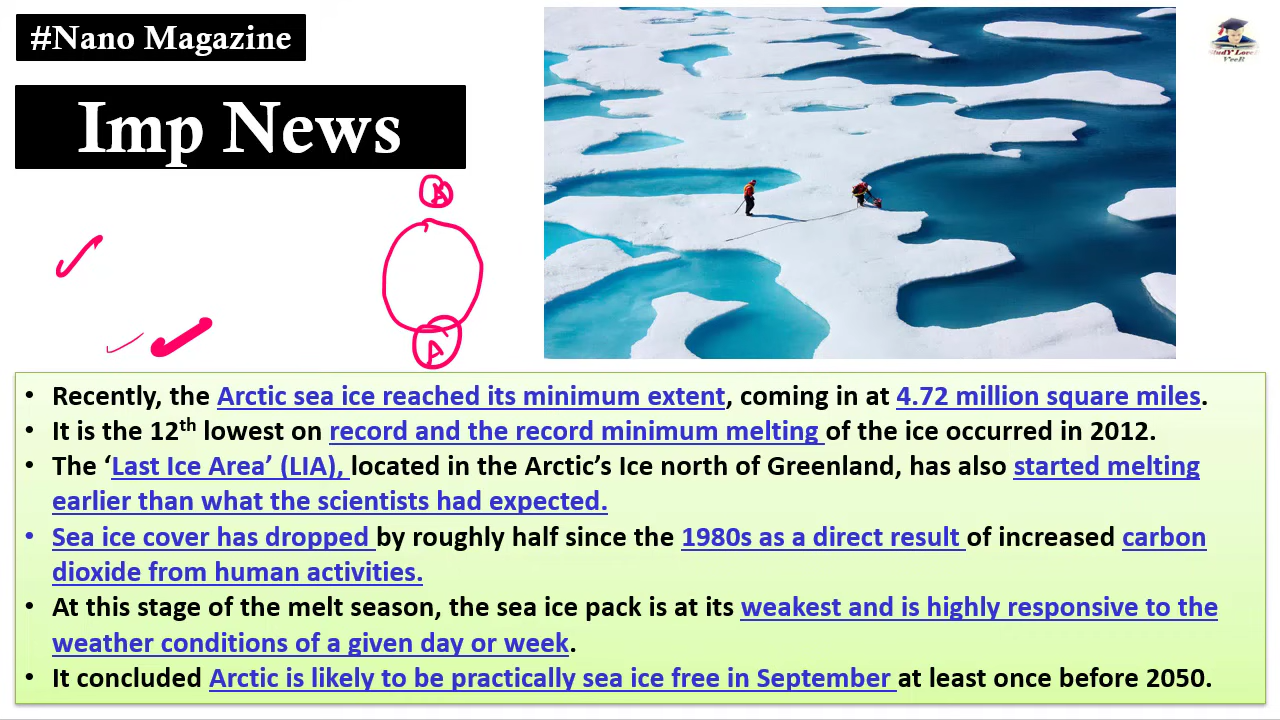 #Nano Magazine
Imp News
A
• Recently, the Arctic sea ice reached its minimum extent, coming in at 4.72 million square miles.
• It is the 12th lowest on record and the record minimum melting of the ice occurred in 2012.
• The ‘Last Ice Area’ (LIA), located in the Arctic’s Ice north of Greenland, has also started melting
earlier than what the scientists had expected.
• Sea ice cover has dropped by roughly half since the 1980s as a direct result of increased carbon
dioxide from human activities.
• At this stage of the melt season, the sea ice pack is at its weakest and is highly responsive to the
weather conditions of a given day or week.
• It concluded Arctic is likely to be practically sea ice free in September at least once before 2050.